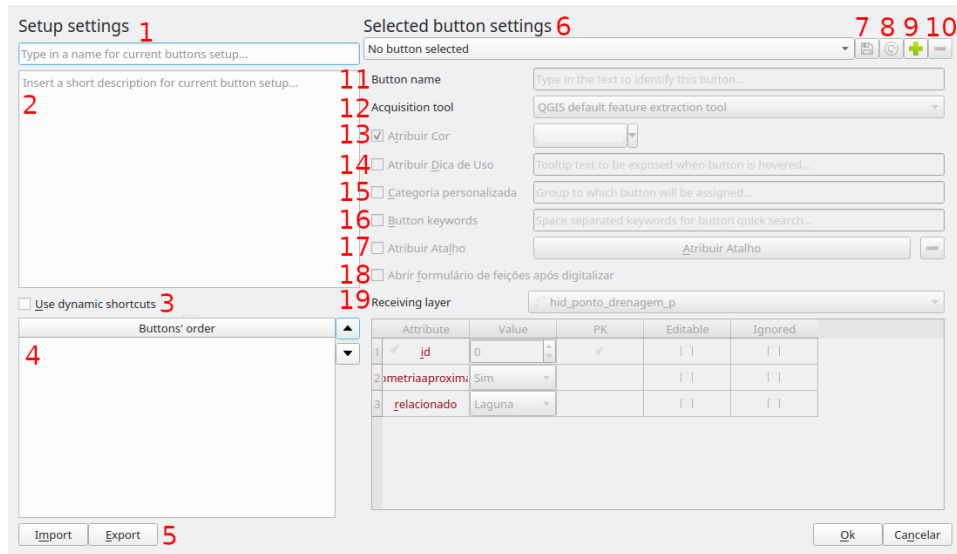 Setup settings 1
Selected button settings 6
7 8 9 10
Type in a name for current buttons setup...
No button selected
Insert a short description for current button setup...
2
11 Button name Type in the text to identify this button...
12 Acquisition tool QGIS default feature extraction tool
13 Atribuir Cor
14 Atribuir Dica de Uso Tooltip text to be exposed when button is hovered...
15 Categoria personalizada Group to which button will be assigned...
16 Button keywords Space separated keywords for button quick search...
17 Atribuir Atalho Atribuir Atalho
18 Abrir formulário de feições após digitalizar
Use dynamic shortcuts 3
19 Receiving layer hid_ponto_drenagem_p
Buttons' order
4
Attribute Value PK Editable Ignored
1 id 0
2 ometriaaproxima Sim
3 relacionado Laguna
Import Export 5
Ok Cancelar